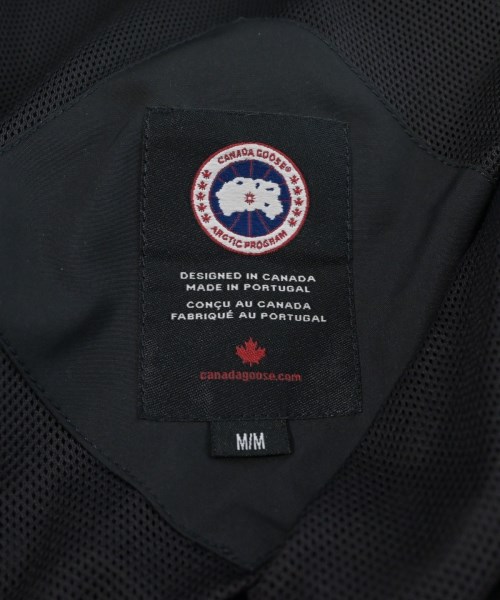 CANADA GOOSE®
ARCTIC PROGRAM
DESIGNED IN CANADA
MADE IN PORTUGAL
CONÇU AU CANADA
FABRIQUÉ AU PORTUGAL
canadagoose.com
M/M